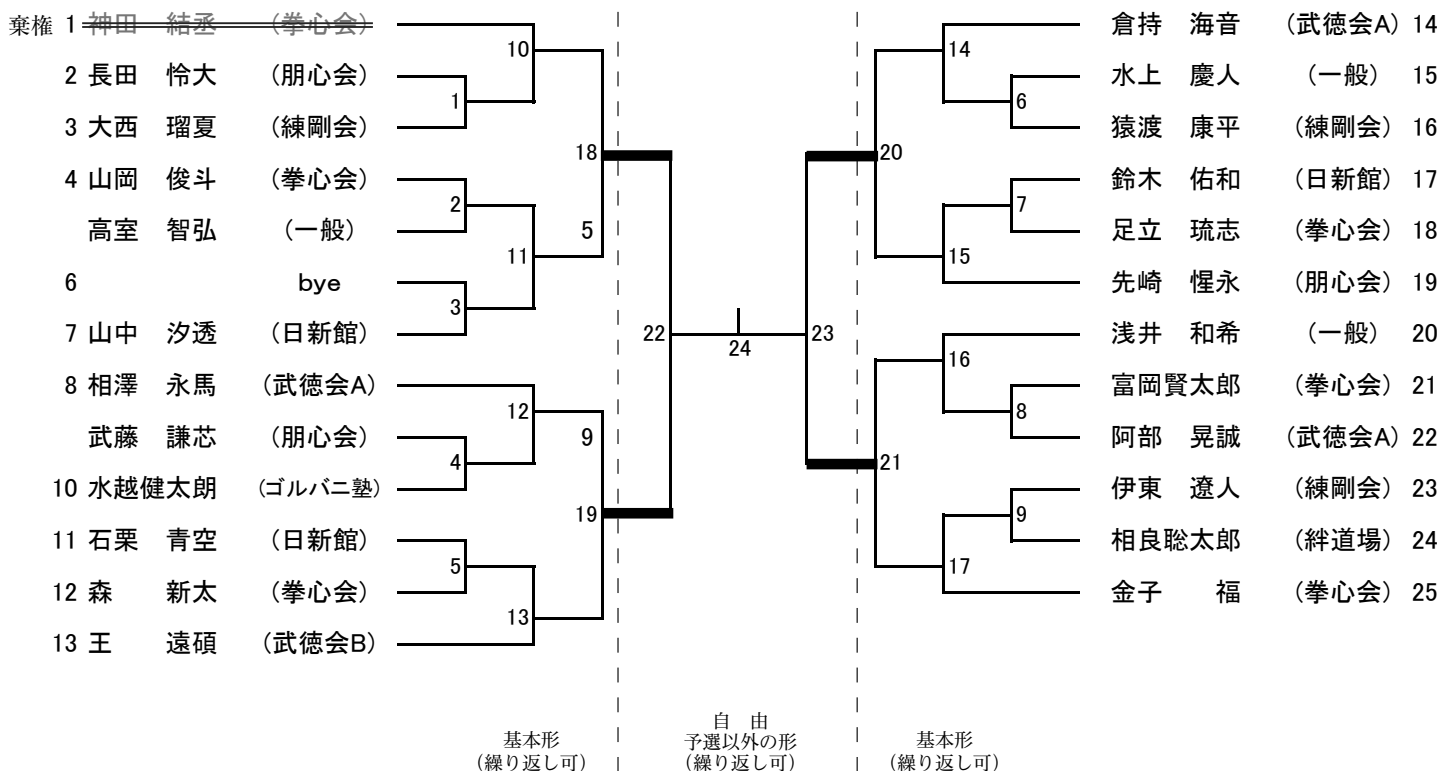 棄権 1 神田 結丞 (拳心会)
2 長田 怜大 (朋心会)
3 大西 瑠夏 (練剛会)
4 山岡 俊斗 (拳心会)
高室 智弘 (一般)
6 bye
7 山中 汐透 (日新館)
8 相澤 永馬 (武徳会A)
武藤 謙芯 (朋心会)
10 水越健太朗 (ゴルバニ塾)
11 石栗 青空 (日新館)
12 森 新太 (拳心会)
13 王 遠碩 (武徳会B)
10
1
18
2
5
11
3
22
12
9
4
19
5
13
24
23
14
6
20
7
15
16
8
21
9
17
倉持 海音 (武徳会A) 14
水上 慶人 (一般) 15
猿渡 康平 (練剛会) 16
鈴木 佑和 (日新館) 17
足立 琉志 (拳心会) 18
先崎 惺永 (朋心会) 19
浅井 和希 (一般) 20
富岡賢太郎 (拳心会) 21
阿部 晃誠 (武徳会A) 22
伊東 遼人 (練剛会) 23
相良聡太郎 (絆道場) 24
金子 福 (拳心会) 25
基本形
(繰り返し可)
自 由
予選以外の形
(繰り返し可)
基本形
(繰り返し可)